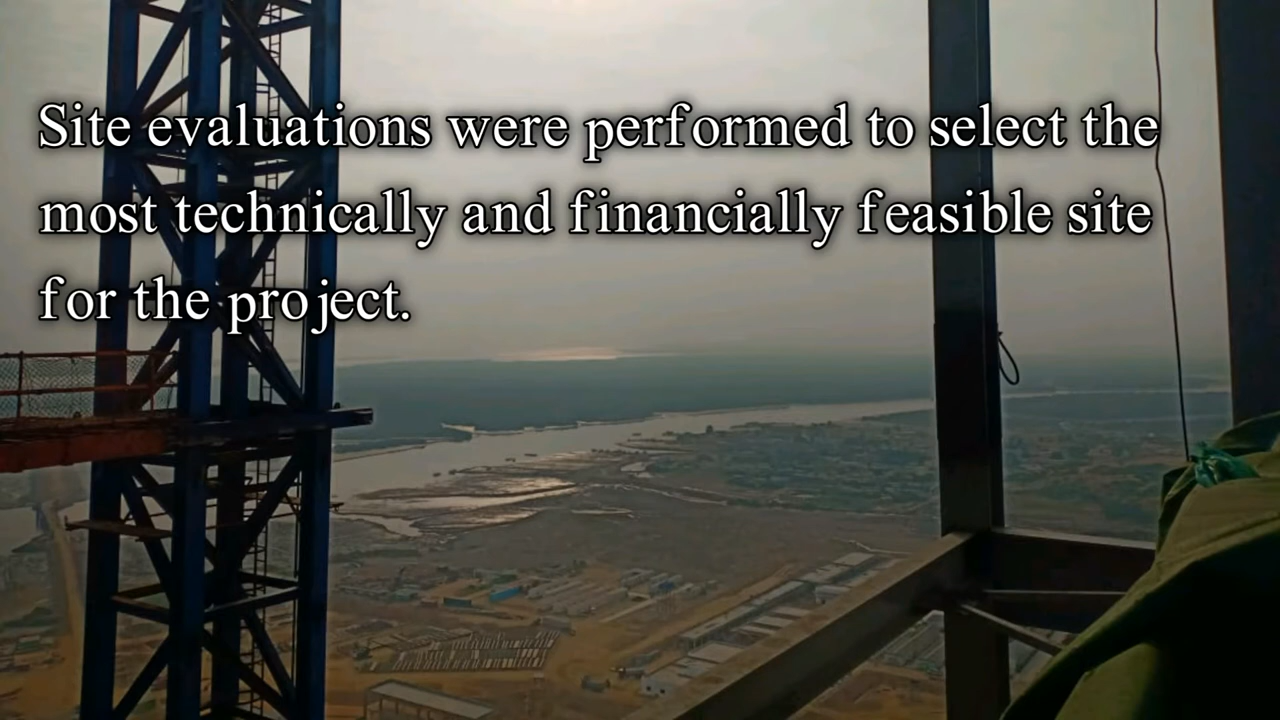 Site evaluations were performed to select the
most technically and financially feasible site
for the project.